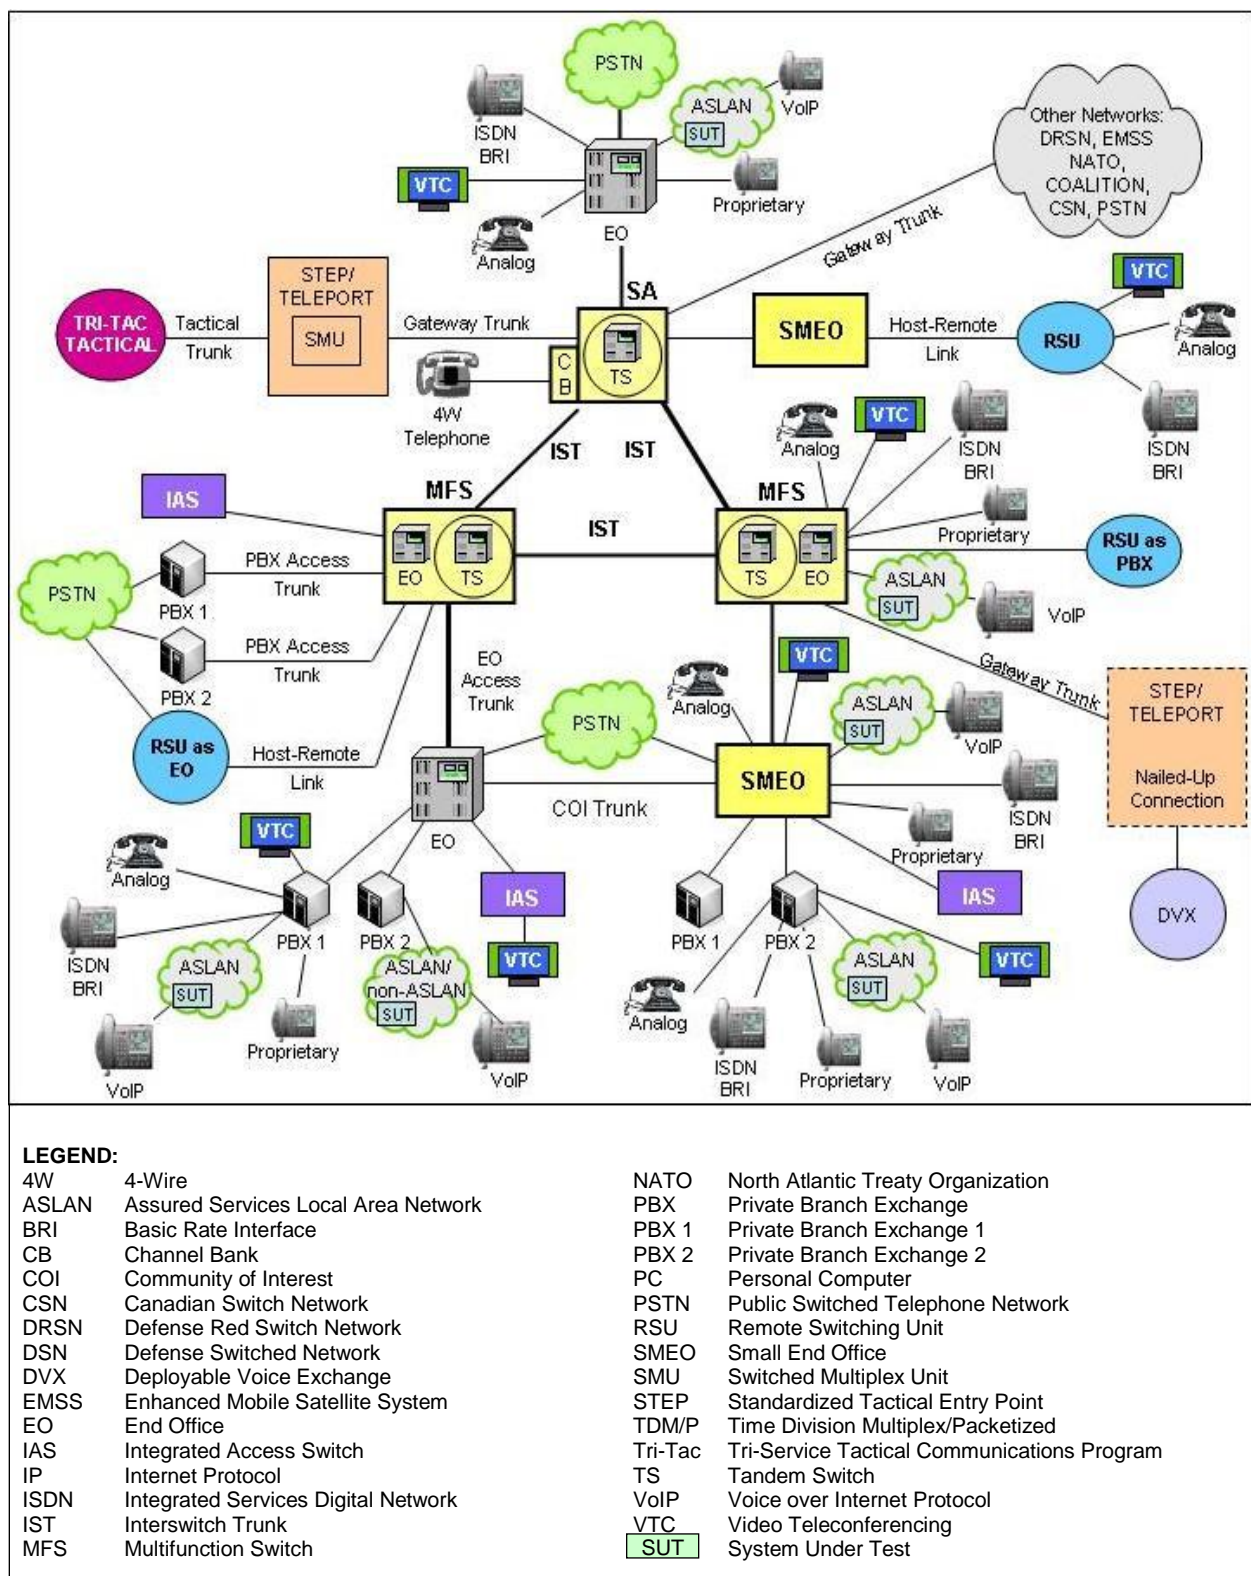 PSTN
ASLAN
SUT
VoIP
ISDN
BRI
VTC
Proprietary
Analog
EO
Other Networks:
DRSN, EMSS
NATO,
COALITION,
CSN, PSTN
Gateway Trunk
SA
STEP/
TELEPORT
SMU
TRI-TAC
TACTICAL
Tactical
Trunk
Gateway Trunk
C
B
TS
4W
Telephone
SMEO
Host-Remote
Link
RSU
VTC
Analog
ISDN
BRI
IST
IST
IST
MFS
EO
TS
IAS
PSTN
PBX 1
PBX Access
Trunk
PBX 2
PBX Access
Trunk
RSU as
EO
Host-Remote
Link
EO
Access
Trunk
MFS
TS
EO
Analog
VTC
ISDN
BRI
Proprietary
RSU as
PBX
ASLAN
SUT
VoIP
Gateway Trunk
STEP/
TELEPORT
Nailed-Up
Connection
DVX
PSTN
COI Trunk
EO
SMEO
Analog
VTC
ASLAN
SUT
VoIP
ISDN
BRI
Proprietary
IAS
PBX 1
PBX 2
Analog
ISDN
BRI
Proprietary
ASLAN
SUT
VoIP
VTC
VTC
Analog
ISDN
BRI
PBX 1
ASLAN
SUT
VoIP
Proprietary
PBX 2
ASLAN/
non-ASLAN
SUT
VoIP
IAS
VTC
LEGEND:
4W 4-Wire
ASLAN Assured Services Local Area Network
BRI Basic Rate Interface
CB Channel Bank
COI Community of Interest
CSN Canadian Switch Network
DRSN Defense Red Switch Network
DSN Defense Switched Network
DVX Deployable Voice Exchange
EMSS Enhanced Mobile Satellite System
EO End Office
IAS Integrated Access Switch
IP Internet Protocol
ISDN Integrated Services Digital Network
IST Interswitch Trunk
MFS Multifunction Switch
NATO North Atlantic Treaty Organization
PBX Private Branch Exchange
PBX 1 Private Branch Exchange 1
PBX 2 Private Branch Exchange 2
PC Personal Computer
PSTN Public Switched Telephone Network
RSU Remote Switching Unit
SMEO Small End Office
SMU Switched Multiplex Unit
STEP Standardized Tactical Entry Point
TDM/P Time Division Multiplex/Packetized
Tri-Tac Tri-Service Tactical Communications Program
TS Tandem Switch
VoIP Voice over Internet Protocol
VTC Video Teleconferencing
SUT System Under Test